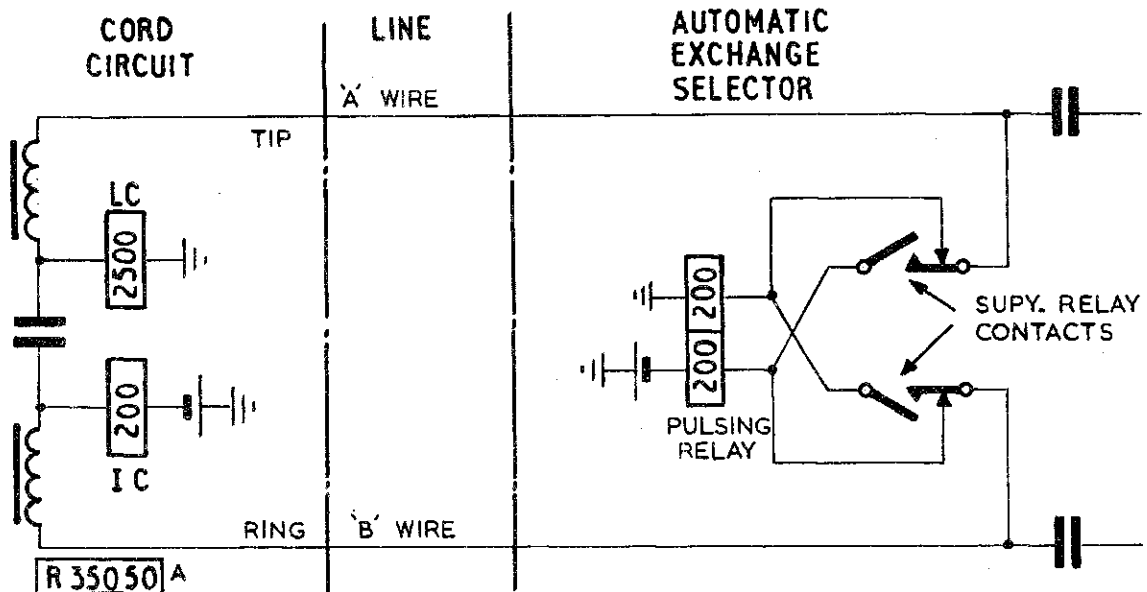 CORD
CIRCUIT
LINE
AUTOMATIC
EXCHANGE
SELECTOR
'A' WIRE
TIP
LC
2500
200
IC
200
200
PULSING
RELAY
SUPY. RELAY
CONTACTS
RING
'B' WIRE
R 35050 A